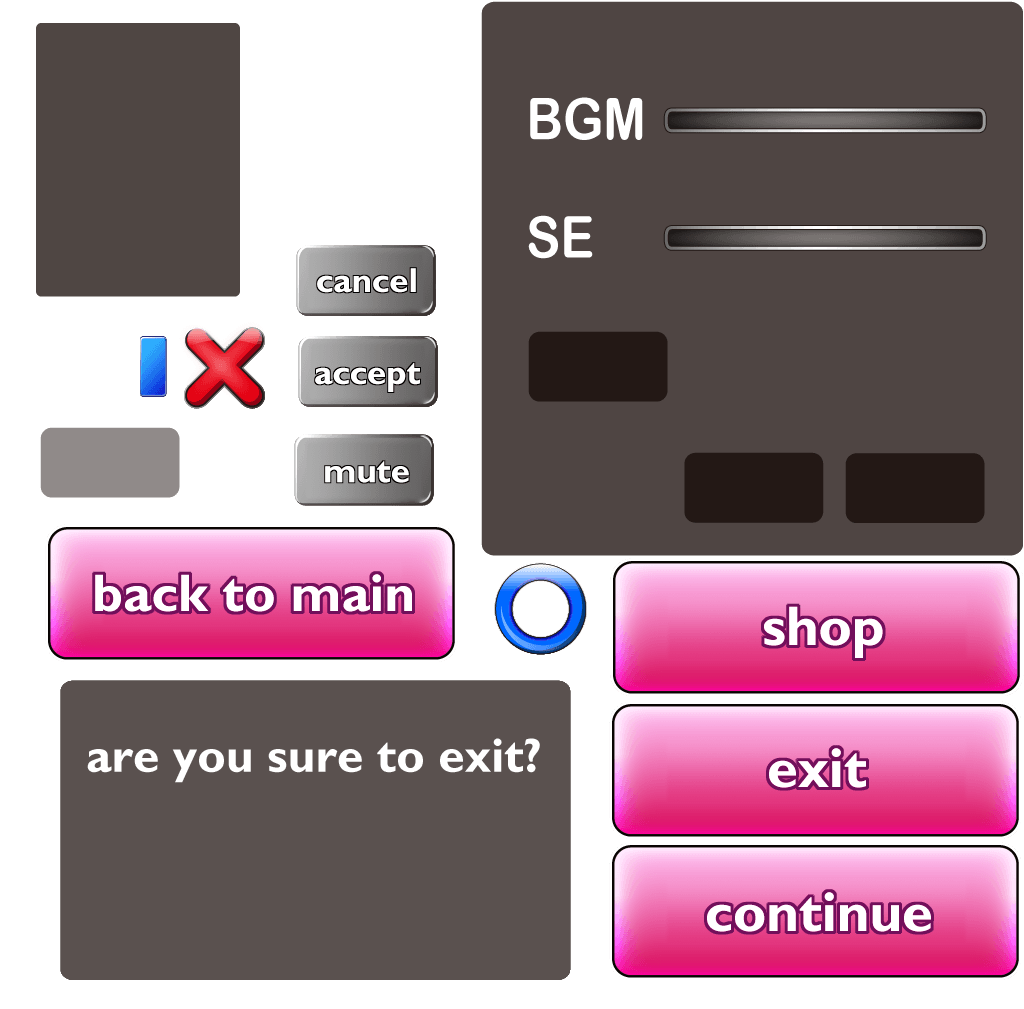 BGM
SE
cancel
accept
mute
back to main
shop
are you sure to exit?
exit
continue